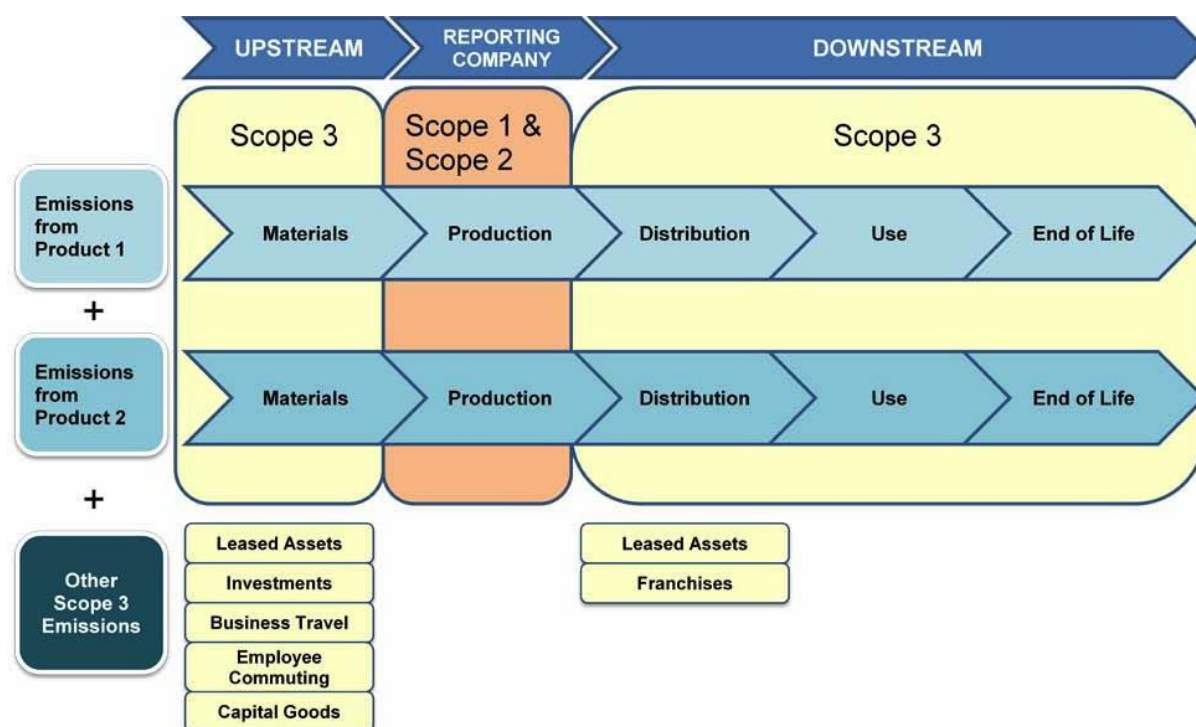 UPSTREAM
REPORTING
COMPANY
DOWNSTREAM
Scope 3
Scope 1 &
Scope 2
Scope 3
Emissions
from
Product 1
Materials
Production
Distribution
Use
End of Life
+
Emissions
from
Product 2
Materials
Production
Distribution
Use
End of Life
+
Other
Scope 3
Emissions
Leased Assets
Investments
Business Travel
Employee
Commuting
Capital Goods
Leased Assets
Franchises